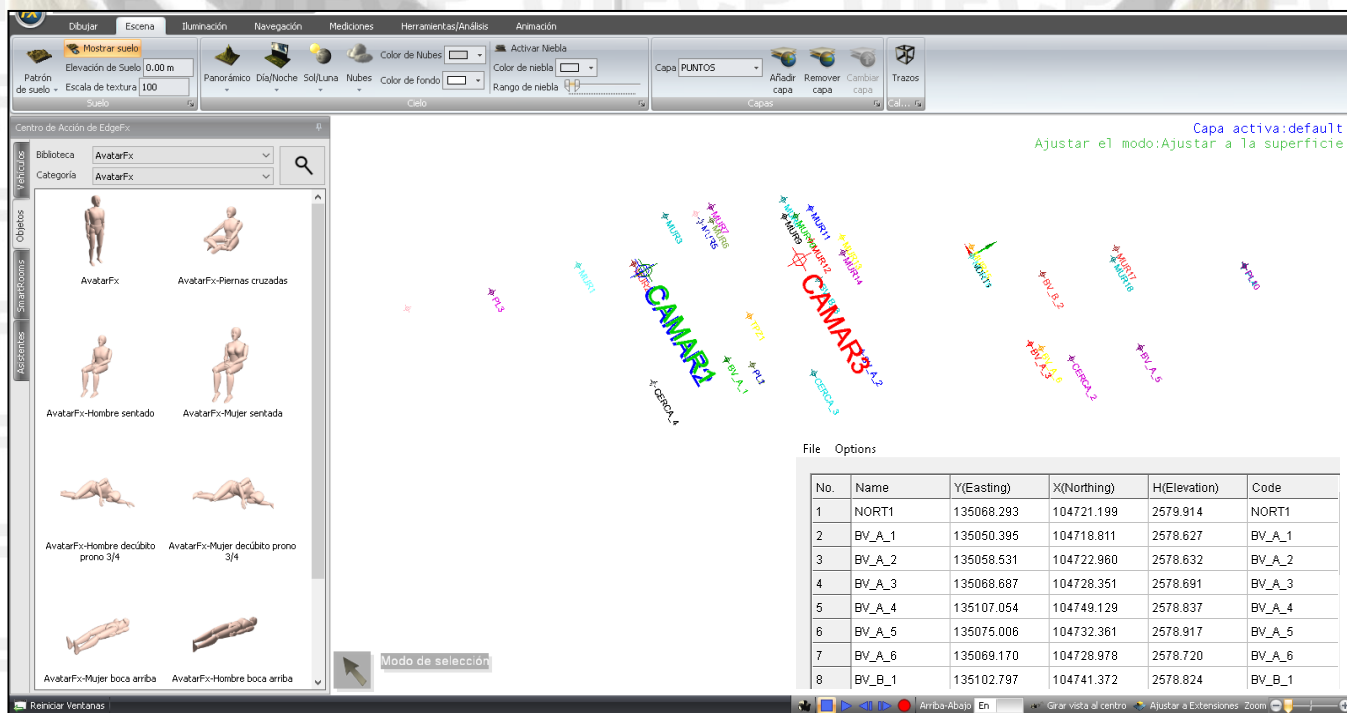 Dibujar Escena Iluminación Navegación Mediciones Herramientas/Análisis Animación
Patrón de suelo
Mostrar suelo
Elevación de Suelo 0.00 m
Escala de textura 100
Suelo
Panorámico Día/Noche Sol/Luna Nubes
Color de Nubes
Color de fondo
Activar Niebla
Color de niebla
Rango de niebla
Cielo
Capa PUNTOS
Añadir capa
Remover capa
Cambiar capa
Capas
Trazos
Cal...
Centro de Acción de EdgeFx
Vehículos
Objetos
SmartRooms
Asistentes
Biblioteca AvatarFx
Categoría AvatarFx
AvatarFx AvatarFx-Piernas cruzadas
AvatarFx-Hombre sentado AvatarFx-Mujer sentada
AvatarFx-Hombre decúbito prono 3/4
AvatarFx-Mujer decúbito prono 3/4
AvatarFx-Mujer boca arriba AvatarFx-Hombre boca arriba
Capa activa:default
Ajustar el modo:Ajustar a la superficie
PL3
MUR1
MUR3
MUR5
MUR7
MUR6
CAMAR2
CERCA_4
BV_A_1
PL1
MUR9
MUR11
MUR12
MUR14
CAMAR3
BV_A_2
CERCA_3
NORT1
BV_B_2
BV_A_3
CERCA_2
BV_A_5
MUR17
MUR18
PL10
Modo de selección
File Options
No. Name Y(Easting) X(Northing) H(Elevation) Code
1 NORT1 135068.293 104721.199 2579.914 NORT1
2 BV_A_1 135050.395 104718.811 2578.627 BV_A_1
3 BV_A_2 135058.531 104722.960 2578.632 BV_A_2
4 BV_A_3 135068.687 104728.351 2578.691 BV_A_3
5 BV_A_4 135107.054 104749.129 2578.837 BV_A_4
6 BV_A_5 135075.006 104732.361 2578.917 BV_A_5
7 BV_A_6 135069.170 104728.978 2578.720 BV_A_6
8 BV_B_1 135102.797 104741.372 2578.824 BV_B_1
Reiniciar Ventanas
Arriba-Abajo En Girar vista al centro Ajustar a Extensiones Zoom